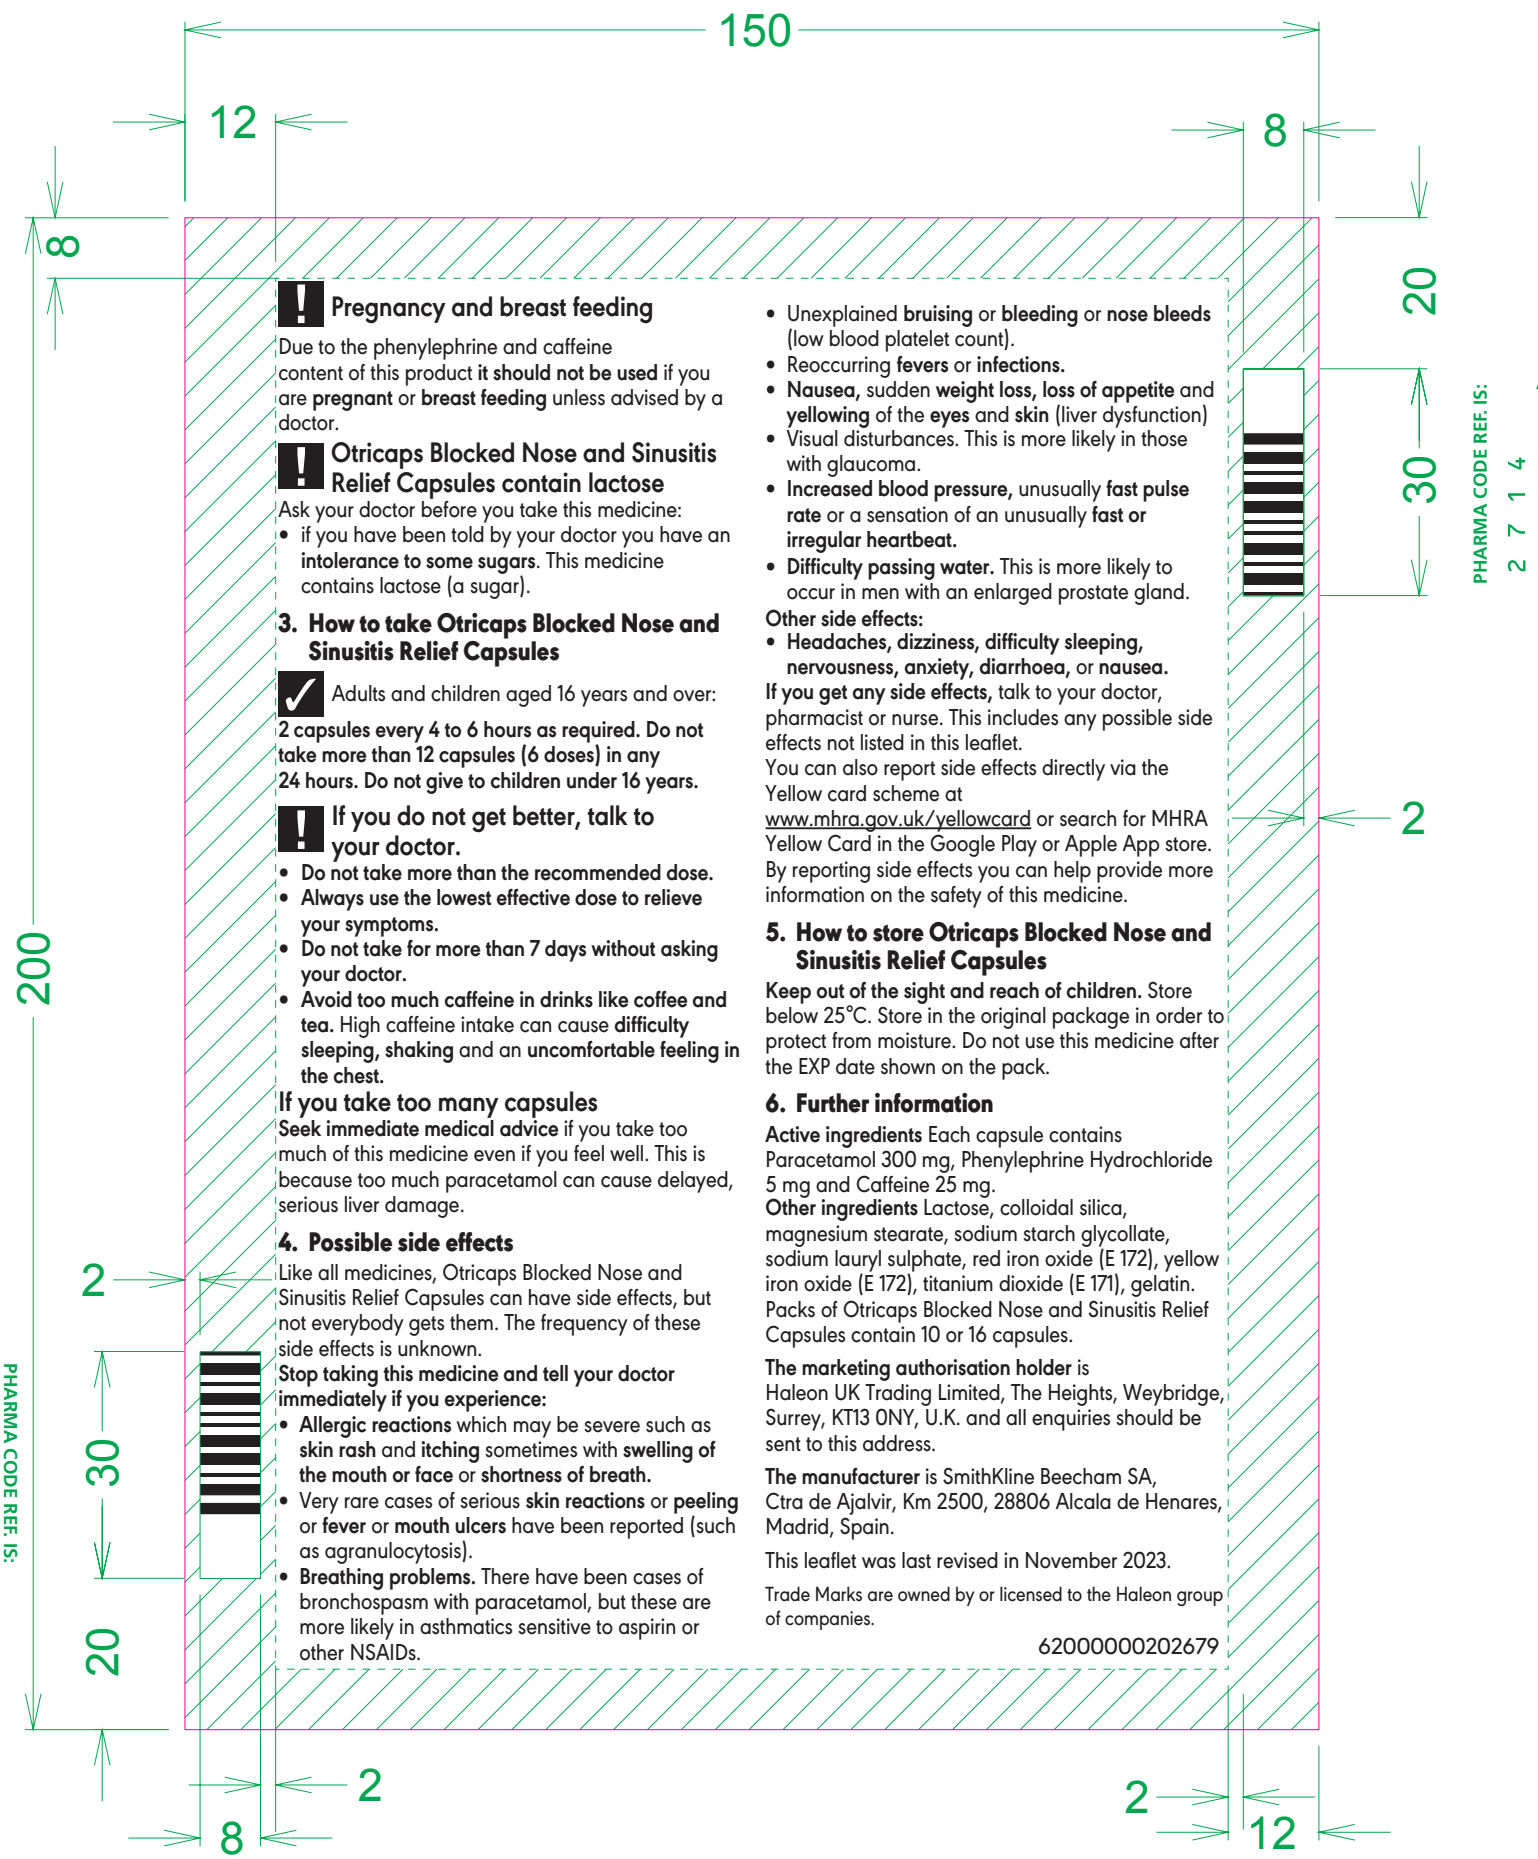 150
12
8
8
20
Pregnancy and breast feeding
Due to the phenylephrine and caffeine
content of this product it should not be used if you
are pregnant or breast feeding unless advised by a
doctor.
Otricaps Blocked Nose and Sinusitis
Relief Capsules contain lactose
Ask your doctor before you take this medicine:
• if you have been told by your doctor you have an
intolerance to some sugars. This medicine
contains lactose (a sugar).
3. How to take Otricaps Blocked Nose and
Sinusitis Relief Capsules
Adults and children aged 16 years and over:
2 capsules every 4 to 6 hours as required. Do not
take more than 12 capsules (6 doses) in any
24 hours. Do not give to children under 16 years.
If you do not get better, talk to
your doctor.
• Do not take more than the recommended dose.
• Always use the lowest effective dose to relieve
your symptoms.
• Do not take for more than 7 days without asking
your doctor.
• Avoid too much caffeine in drinks like coffee and
tea. High caffeine intake can cause difficulty
sleeping, shaking and an uncomfortable feeling in
the chest.
If you take too many capsules
Seek immediate medical advice if you take too
much of this medicine even if you feel well. This is
because too much paracetamol can cause delayed,
serious liver damage.
4. Possible side effects
Like all medicines, Otricaps Blocked Nose and
Sinusitis Relief Capsules can have side effects, but
not everybody gets them. The frequency of these
side effects is unknown.
Stop taking this medicine and tell your doctor
immediately if you experience:
• Allergic reactions which may be severe such as
skin rash and itching sometimes with swelling of
the mouth or face or shortness of breath.
• Very rare cases of serious skin reactions or peeling
or fever or mouth ulcers have been reported (such
as agranulocytosis).
• Breathing problems. There have been cases of
bronchospasm with paracetamol, but these are
more likely in asthmatics sensitive to aspirin or
other NSAIDs.
• Unexplained bruising or bleeding or nose bleeds
(low blood platelet count).
• Reoccurring fevers or infections.
• Nausea, sudden weight loss, loss of appetite and
yellowing of the eyes and skin (liver dysfunction)
• Visual disturbances. This is more likely in those
with glaucoma.
• Increased blood pressure, unusually fast pulse
rate or a sensation of an unusually fast or
irregular heartbeat.
• Difficulty passing water. This is more likely to
occur in men with an enlarged prostate gland.
Other side effects:
• Headaches, dizziness, difficulty sleeping,
nervousness, anxiety, diarrhoea, or nausea.
If you get any side effects, talk to your doctor,
pharmacist or nurse. This includes any possible side
effects not listed in this leaflet.
You can also report side effects directly via the
Yellow card scheme at
www.mhra.gov.uk/yellowcard or search for MHRA
Yellow Card in the Google Play or Apple App store.
By reporting side effects you can help provide more
information on the safety of this medicine.
5. How to store Otricaps Blocked Nose and
Sinusitis Relief Capsules
Keep out of the sight and reach of children. Store
below 25°C. Store in the original package in order to
protect from moisture. Do not use this medicine after
the EXP date shown on the pack.
6. Further information
Active ingredients Each capsule contains
Paracetamol 300 mg, Phenylephrine Hydrochloride
5 mg and Caffeine 25 mg.
Other ingredients Lactose, colloidal silica,
magnesium stearate, sodium starch glycollate,
sodium lauryl sulphate, red iron oxide (E 172), yellow
iron oxide (E 172), titanium dioxide (E 171), gelatin.
Packs of Otricaps Blocked Nose and Sinusitis Relief
Capsules contain 10 or 16 capsules.
The marketing authorisation holder is
Haleon UK Trading Limited, The Heights, Weybridge,
Surrey, KT13 0NY, U.K. and all enquiries should be
sent to this address.
The manufacturer is SmithKline Beecham SA,
Ctra de Ajalvir, Km 2500, 28806 Alcala de Henares,
Madrid, Spain.
This leaflet was last revised in November 2023.
Trade Marks are owned by or licensed to the Haleon group
of companies.
62000000202679
30
PHARMA CODE REF. IS:
2 7 1 4
2
200
2
30
PHARMA CODE REF. IS:
20
2
8
2
12